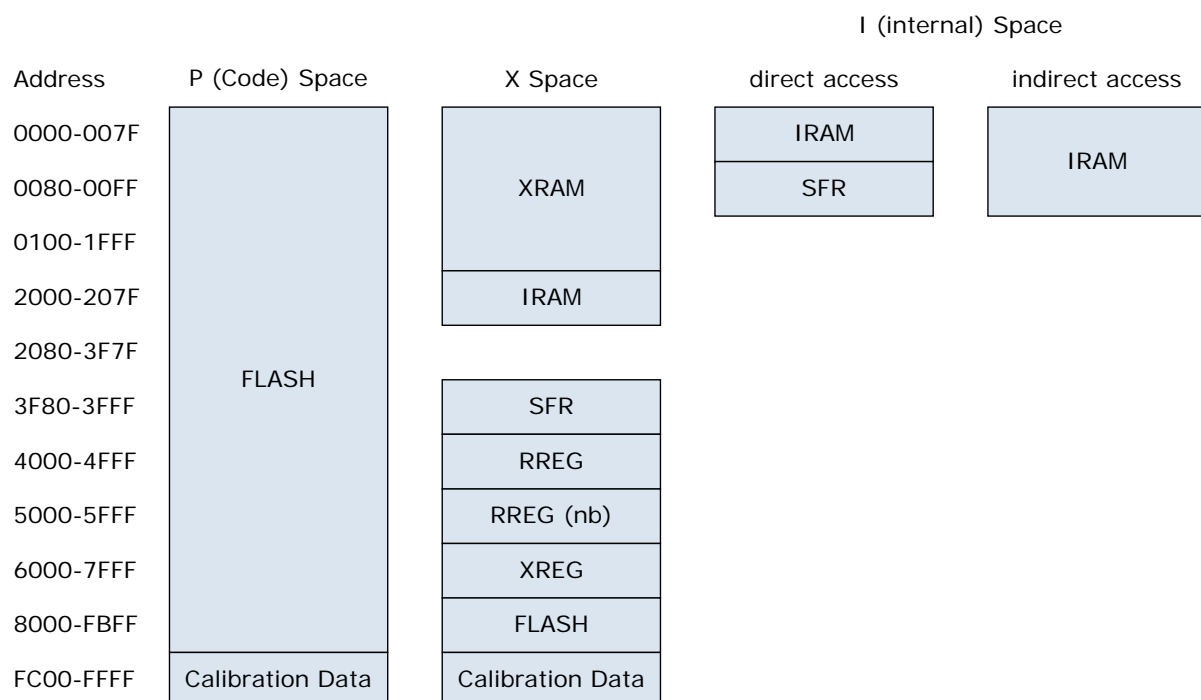 I (internal) Space
Address P (Code) Space X Space direct access indirect access
0000-007F IRAM
IRAM
0080-00FF XRAM SFR
0100-1FFF
2000-207F IRAM
2080-3F7F
FLASH
3F80-3FFF SFR
4000-4FFF RREG
5000-5FFF RREG (nb)
6000-7FFF XREG
8000-FBFF FLASH
FC00-FFFF Calibration Data Calibration Data